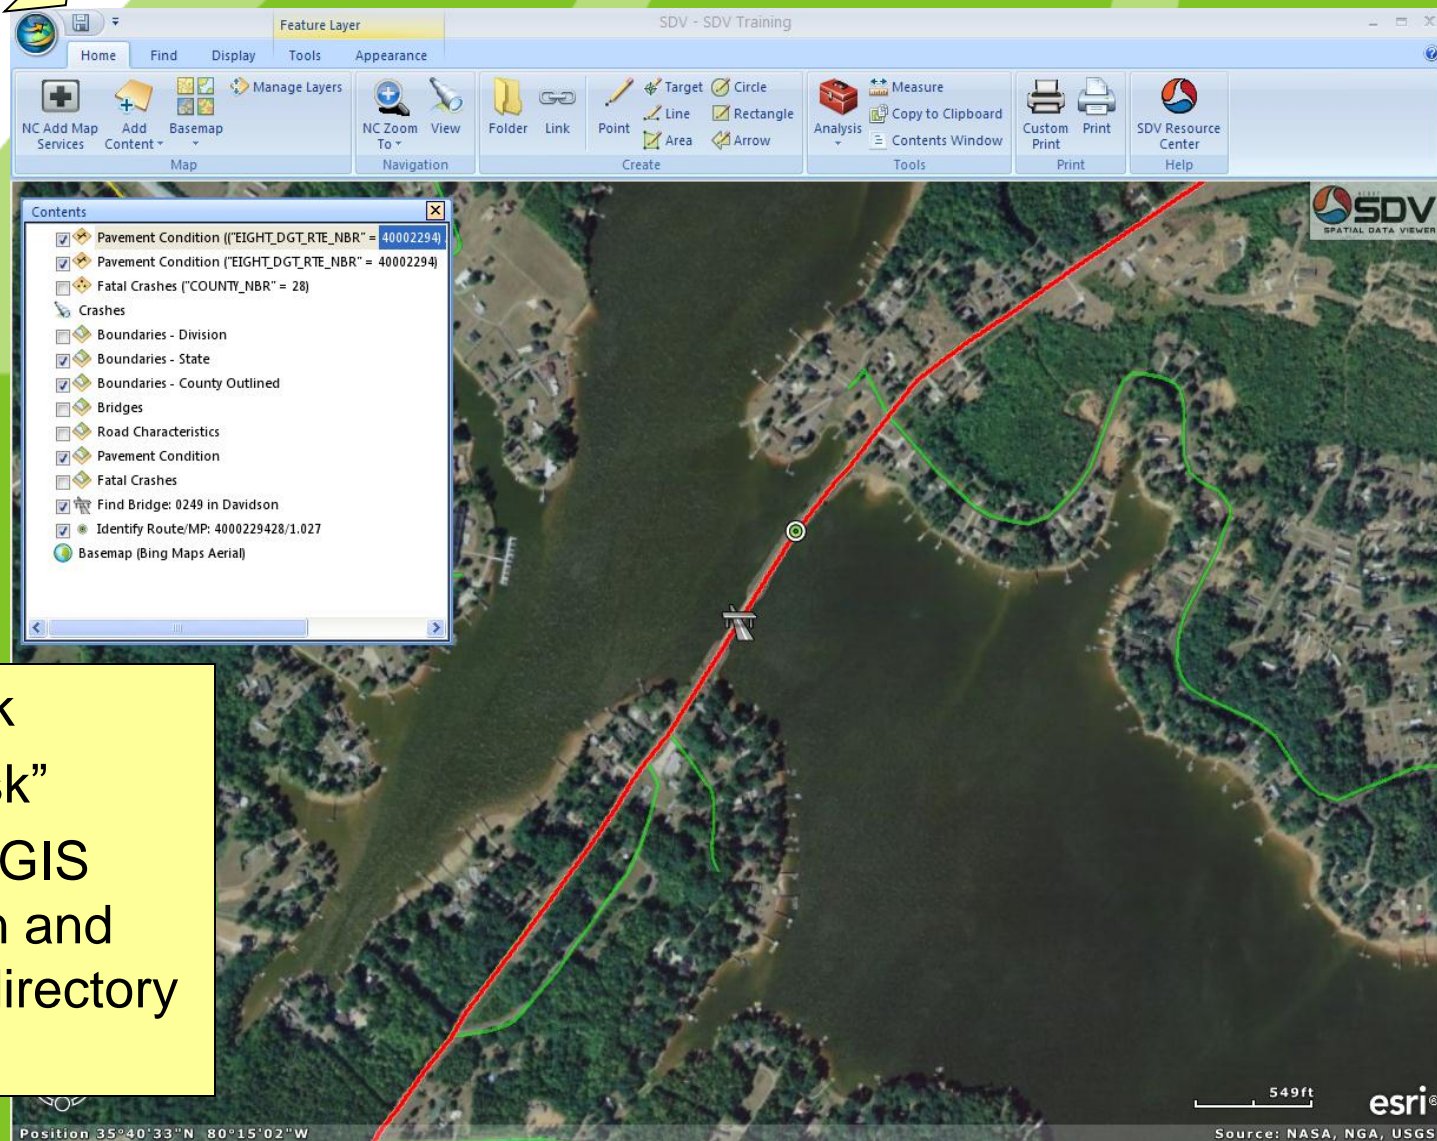 Feature Layer
SDV - SDV Training
Home Find Display Tools Appearance
NC Add Map Services
Add Content
Basemap
Manage Layers
Map
NC Zoom To
View
Navigation
Folder
Link
Point
Target
Line
Area
Circle
Rectangle
Arrow
Create
Analysis
Measure
Copy to Clipboard
Contents Window
Tools
Custom Print
Print
Print
SDV Resource Center
Help
Contents
Pavement Condition (("EIGHT_DGT_RTE_NBR" = 40002294)
Pavement Condition ("EIGHT_DGT_RTE_NBR" = 40002294)
Fatal Crashes ("COUNTY_NBR" = 28)
Crashes
Boundaries - Division
Boundaries - State
Boundaries - County Outlined
Bridges
Road Characteristics
Pavement Condition
Fatal Crashes
Find Bridge: 0249 in Davidson
Identify Route/MP: 4000229428/1.027
Basemap (Bing Maps Aerial)
SDV
SPATIAL DATA VIEWER
k
sk”
GIS
n and
directory
549ft
esri
Position 35°40'33"N 80°15'02"W
Source: NASA, NGA, USGS